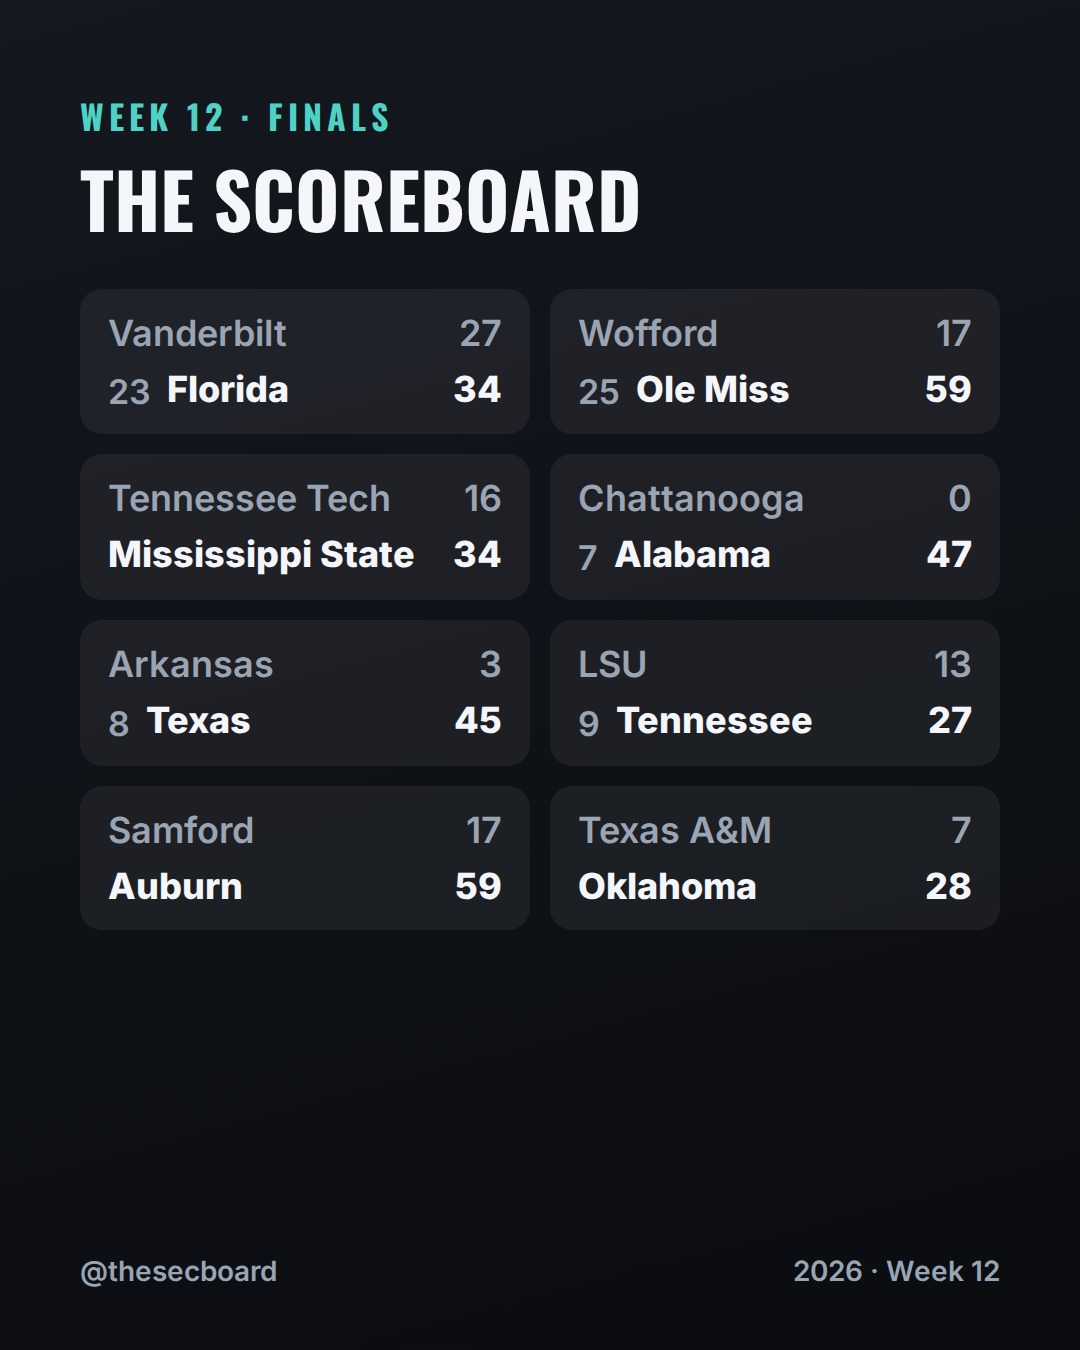 WEEK 12 · FINALS
THE SCOREBOARD
Vanderbilt 27
23 Florida 34
Wofford 17
25 Ole Miss 59
Tennessee Tech 16
Mississippi State 34
Chattanooga 0
7 Alabama 47
Arkansas 3
8 Texas 45
LSU 13
9 Tennessee 27
Samford 17
Auburn 59
Texas A&M 7
Oklahoma 28
@thesecboard
2026 · Week 12